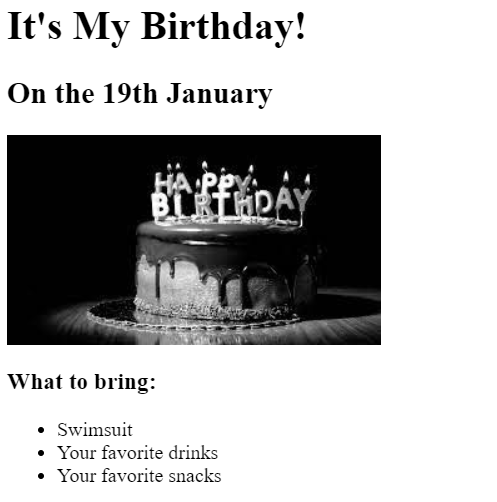 It's My Birthday!
On the 19th January
HAPPY
BIRTHDAY
What to bring:
Swimsuit
Your favorite drinks
Your favorite snacks